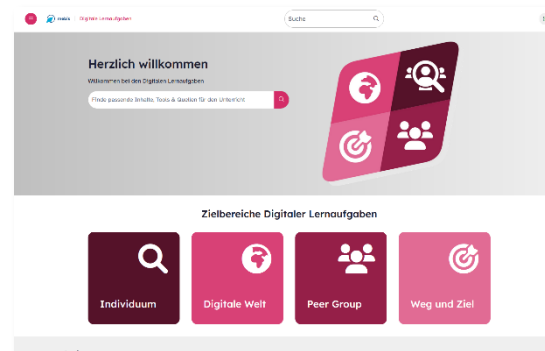 mebis | Digitale Lernaufgaben
Suche
Herzlich willkommen
Willkommen bei den Digitalen Lernaufgaben
Finde passende Inhalte, Tools & Quellen für den Unterricht
Zielbereiche Digitaler Lernaufgaben
Individuum
Digitale Welt
Peer Group
Weg und Ziel